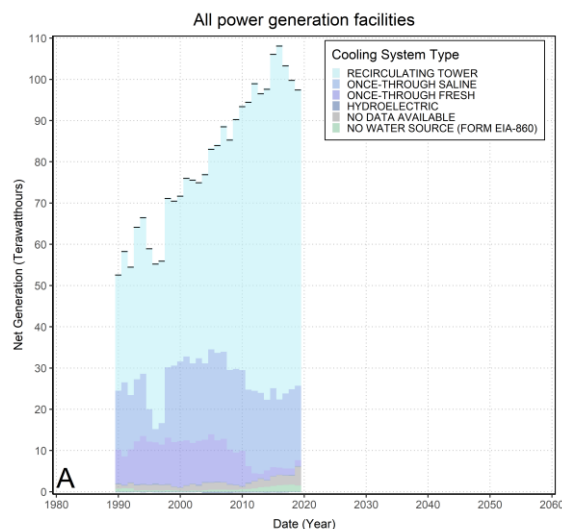 All power generation facilities
110
100
90
80
70
60
50
40
30
20
10
0
Net Generation (Terawatthours)
Cooling System Type
RECIRCULATING TOWER
ONCE-THROUGH SALINE
ONCE-THROUGH FRESH
HYDROELECTRIC
NO DATA AVAILABLE
NO WATER SOURCE (FORM EIA-860)
A
1980 1990 2000 2010 2020 2030 2040 2050 2060
Date (Year)